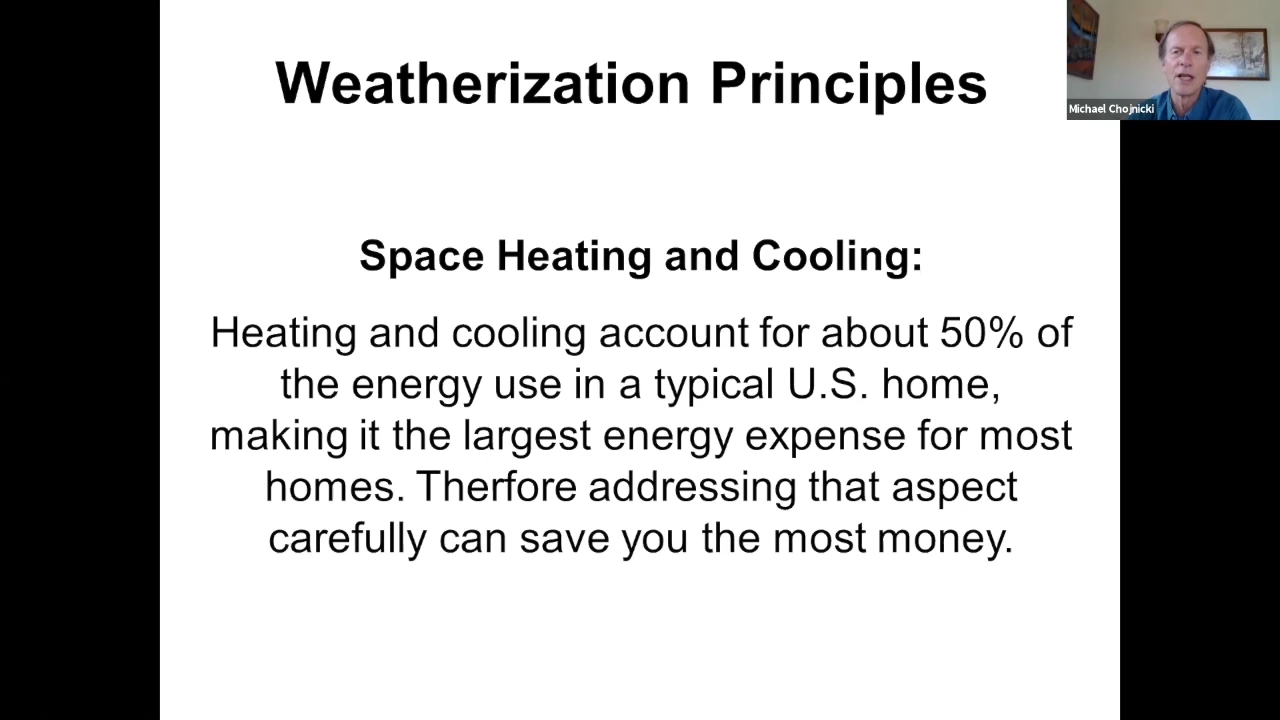 Weatherization Principles
Michael Chojnicki
Space Heating and Cooling:
Heating and cooling account for about 50% of
the energy use in a typical U.S. home,
making it the largest energy expense for most
homes. Therfore addressing that aspect
carefully can save you the most money.